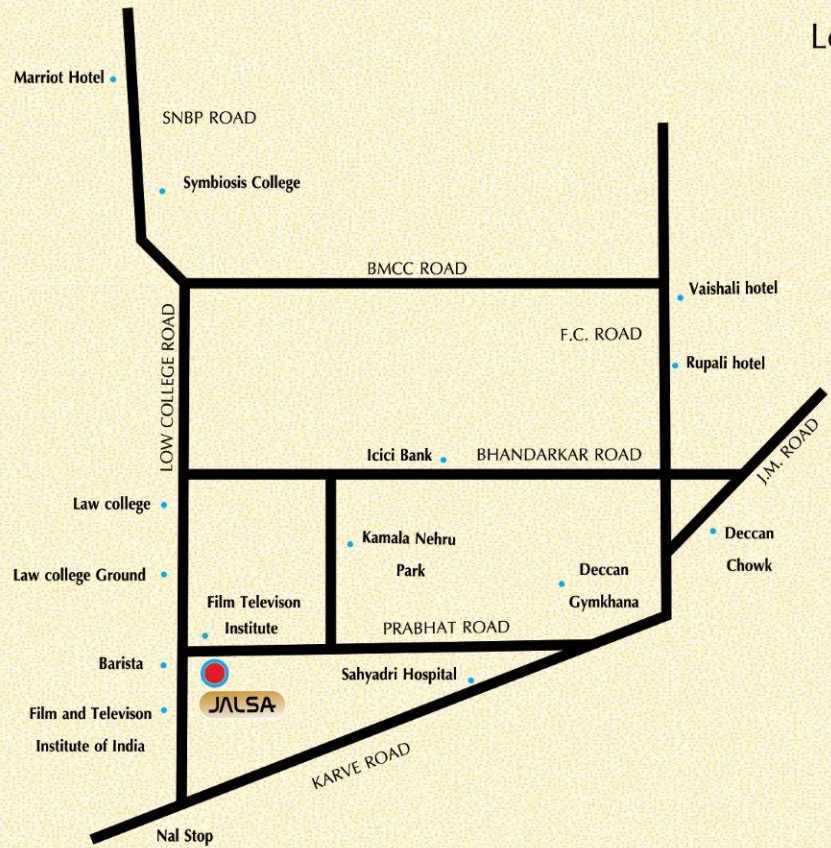 Marriot Hotel
SNBP ROAD
Symbiosis College
BMCC ROAD
Vaishali hotel
LOW COLLEGE ROAD
F.C. ROAD
Rupali hotel
J.M. ROAD
Icici Bank
BHANDARKAR ROAD
Law college
Kamala Nehru
Park
Deccan
Chowk
Law college Ground
Deccan
Gymkhana
Film Televison
Institute
PRABHAT ROAD
Barista
Sahyadri Hospital
JALSA
Film and Televison
Institute of India
KARVE ROAD
Nal Stop